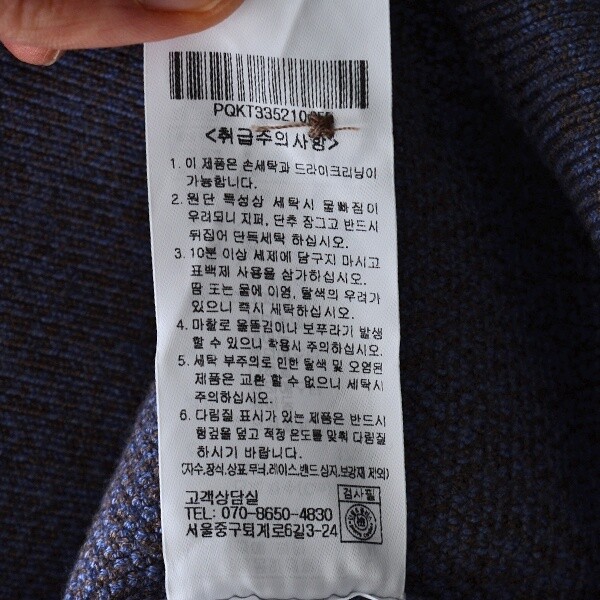 <취급주의사항>
1. 이 제품은 손세탁과 드라이크리닝이
가능합니다.
2. 원단 특성상 세탁시 물빠짐이
우려되니 지퍼, 단추 장그고 반드시
뒤집어 단독세탁 하십시오.
3. 10분 이상 세제에 담구지 마시고
표백제 사용을 삼가하십시오.
땀 또는 물에 이염, 탈색의 우려가
있으니 즉시 세탁하십시오.
4. 마찰로 올뜯김이나 보푸라기 발생
할 수 있으니 착용시 주의하십시오.
5. 세탁 부주의로 인한 탈색 및 오염된
제품은 교환 할 수 없으니 세탁시
주의하십시오.
6. 다림질 표시가 있는 제품은 반드시
헝겊을 덮고 적정 온도를 맞춰 다림질
하시기 바랍니다.
(자수,장식,상표,무늬,레이스,밴드심지,보강재 제외)
고객상담실
검사필
TEL: 070-8650-4830
서울중구퇴계로6길3-24